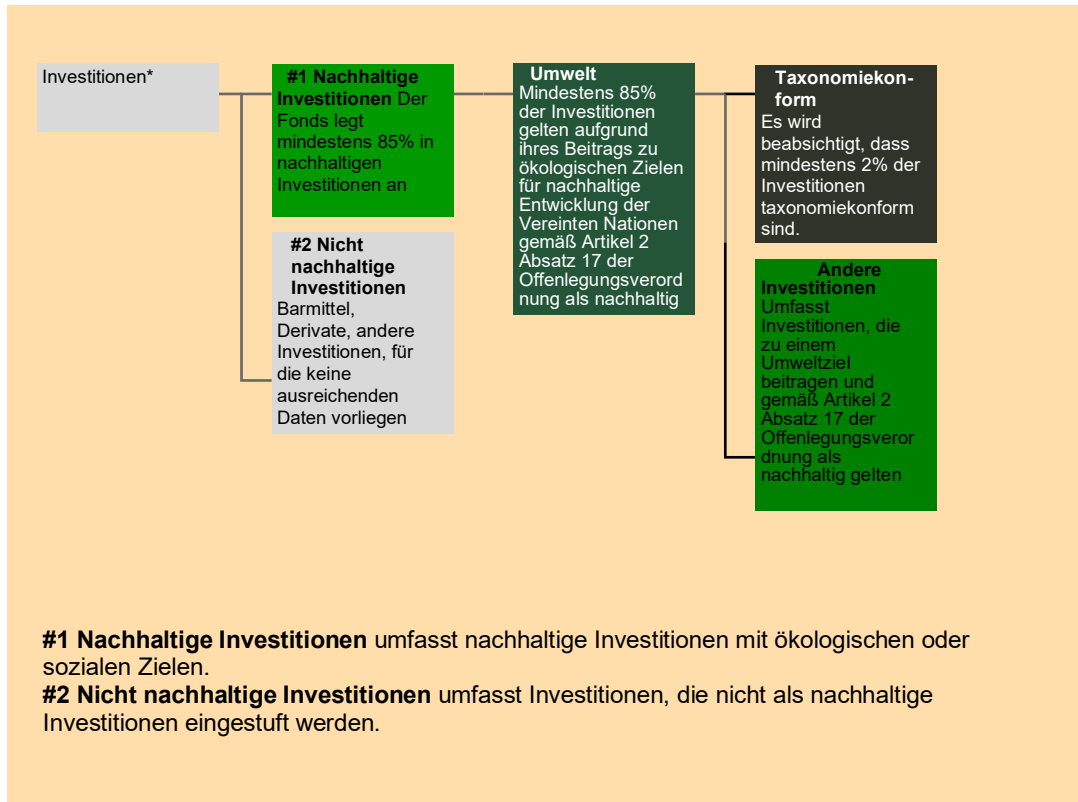 Investitionen*
#1 Nachhaltige
Investitionen Der
Fonds legt
mindestens 85% in
nachhaltigen
Investitionen an
#2 Nicht
nachhaltige
Investitionen
Barmittel,
Derivate, andere
Investitionen, für
die keine
ausreichenden
Daten vorliegen
Umwelt
Mindestens 85%
der Investitionen
gelten aufgrund
ihres Beitrags zu
ökologischen Zielen
für nachhaltige
Entwicklung der
Vereinten Nationen
gemäß Artikel 2
Absatz 17 der
Offenlegungsverord
nung als nachhaltig
Taxonomiekon-
form
Es wird
beabsichtigt, dass
mindestens 2% der
Investitionen
taxonomiekonform
sind.
Andere
Investitionen
Umfasst
Investitionen, die
zu einem
Umweltziel
beitragen und
gemäß Artikel 2
Absatz 17 der
Offenlegungsveror
dnung als
nachhaltig gelten
#1 Nachhaltige Investitionen umfasst nachhaltige Investitionen mit ökologischen oder
sozialen Zielen.
#2 Nicht nachhaltige Investitionen umfasst Investitionen, die nicht als nachhaltige
Investitionen eingestuft werden.